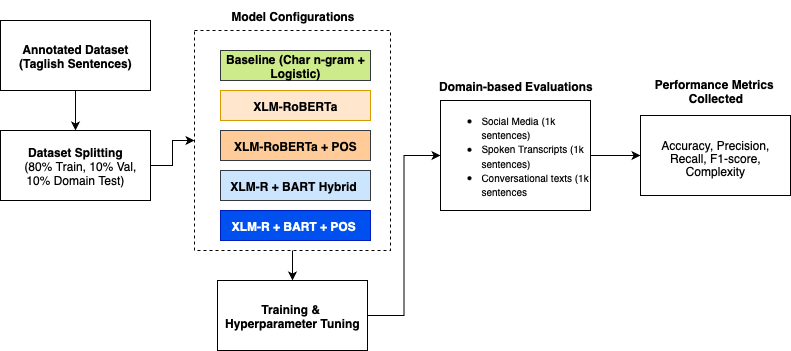 Model Configurations
Annotated Dataset
(Taglish Sentences)
Dataset Splitting
(80% Train, 10% Val,
10% Domain Test)
Baseline (Char n-gram +
Logistic)
XLM-RoBERTa
XLM-RoBERTa + POS
XLM-R + BART Hybrid
XLM-R + BART + POS
Training &
Hyperparameter Tuning
Domain-based Evaluations
• Social Media (1k
sentences)
• Spoken Transcripts (1k
sentences)
• Conversational texts (1k
sentences
Performance Metrics
Collected
Accuracy, Precision,
Recall, F1-score,
Complexity